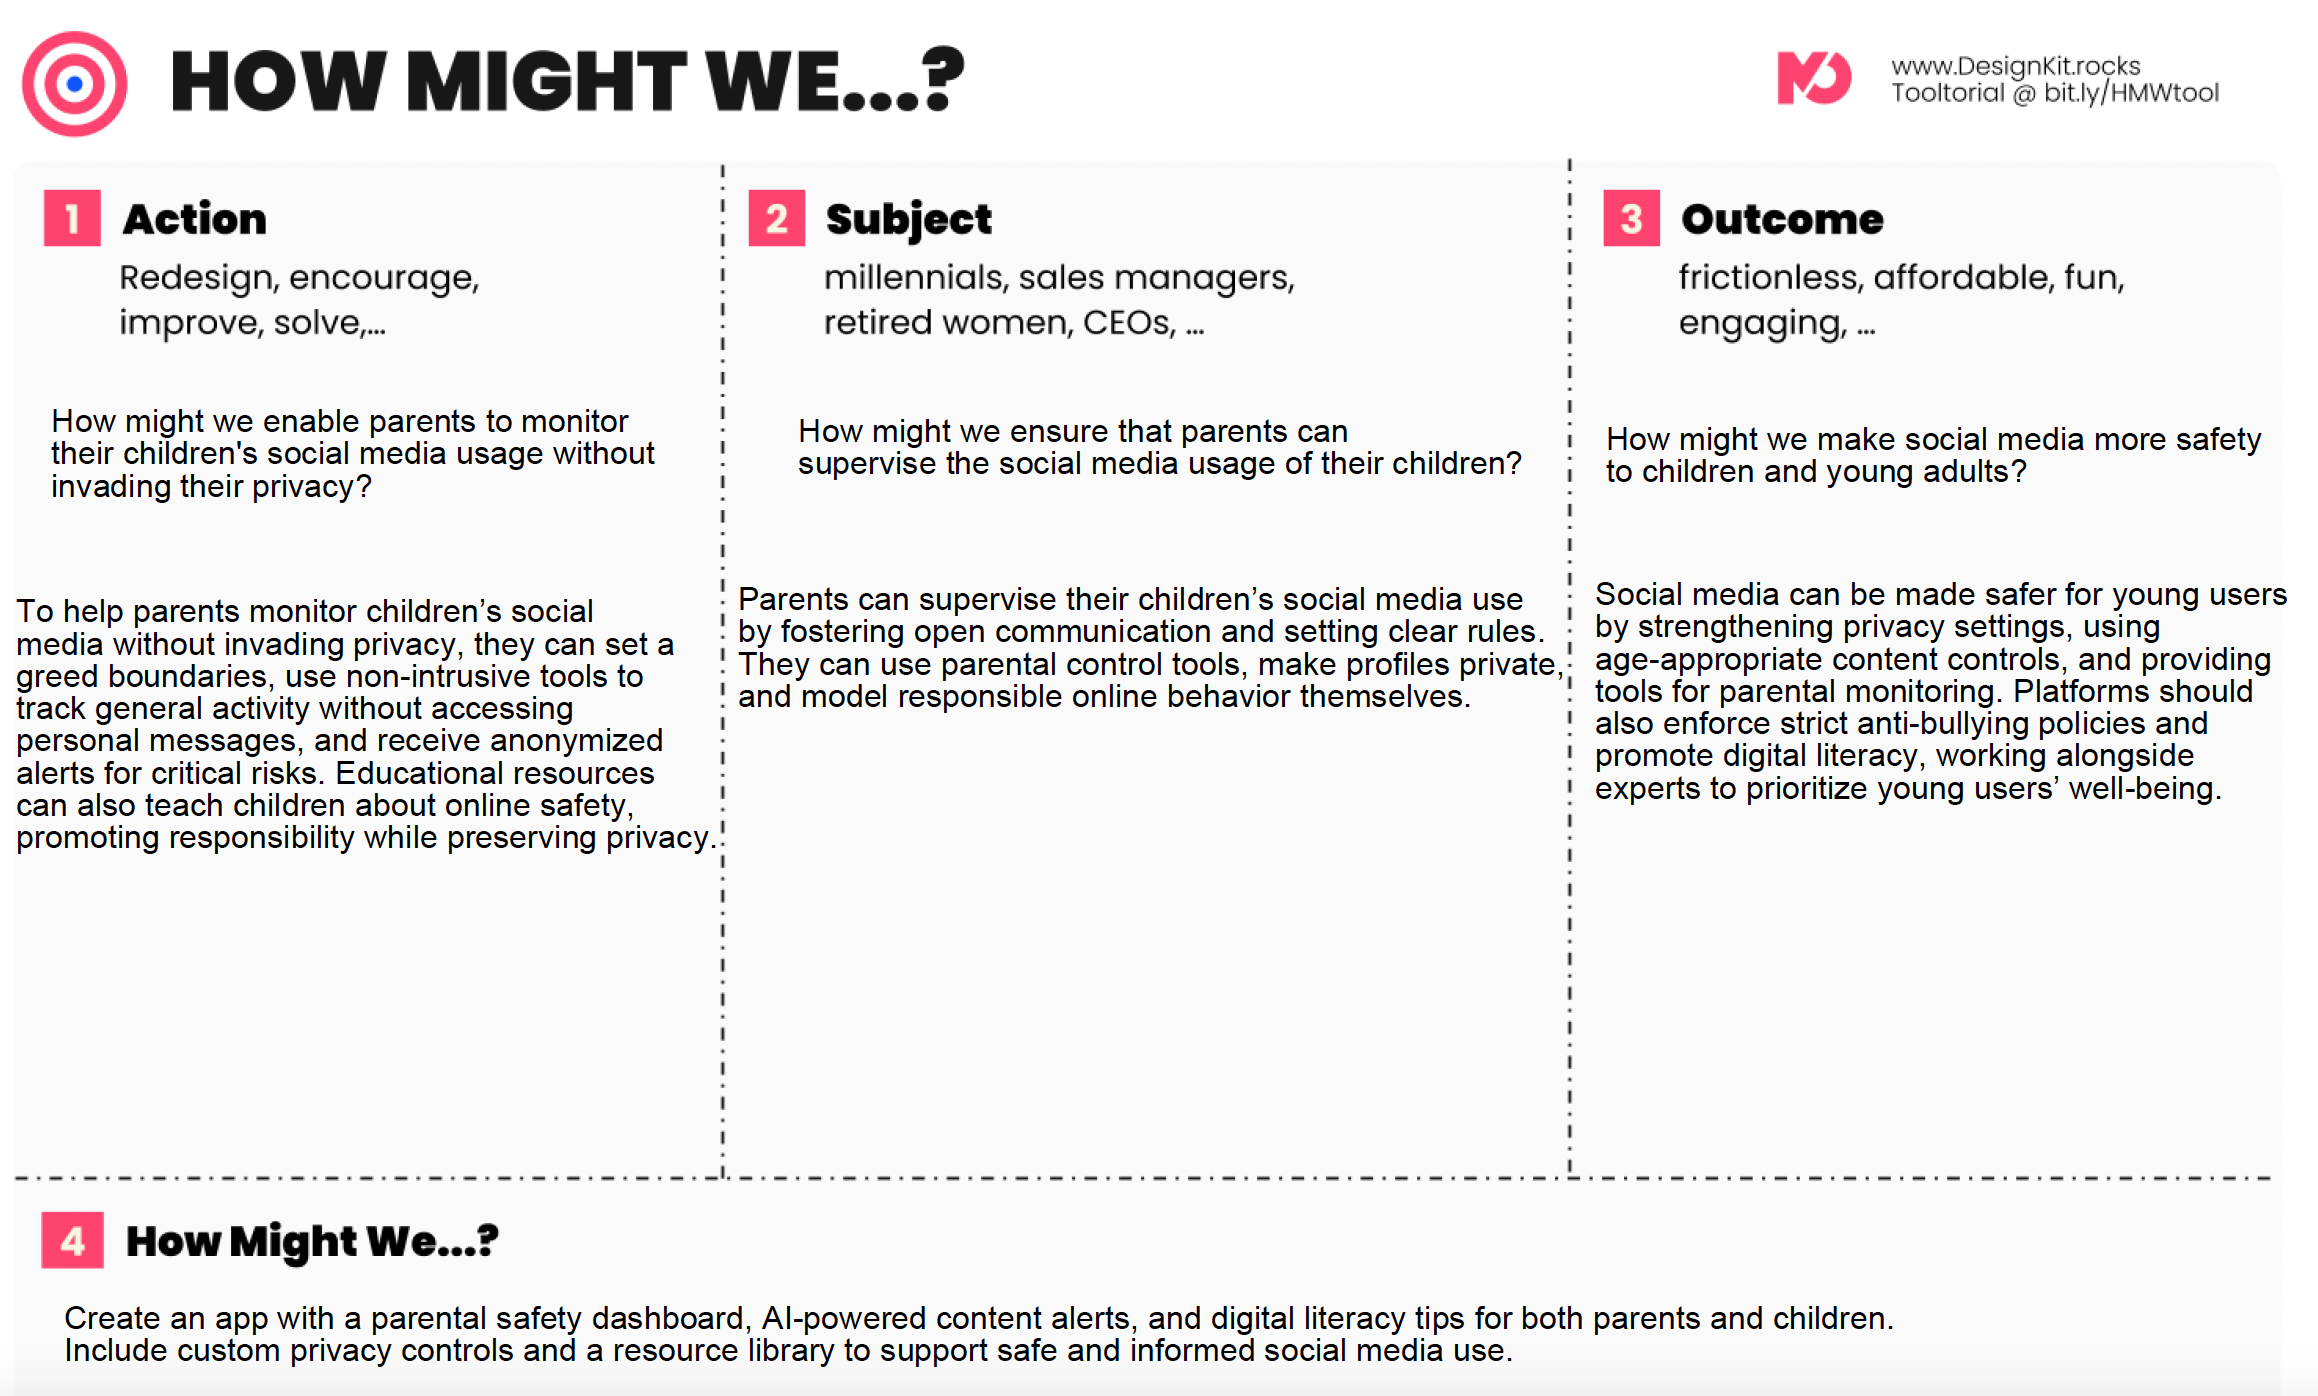 HOW MIGHT WE...?
www.DesignKit.rocks
Tooltorial @ bit.ly/HMWtool
1 Action
Redesign, encourage,
improve, solve,...
How might we enable parents to monitor
their children's social media usage without
invading their privacy?
To help parents monitor children’s social
media without invading privacy, they can set a
greed boundaries, use non-intrusive tools to
track general activity without accessing
personal messages, and receive anonymized
alerts for critical risks. Educational resources
can also teach children about online safety,
promoting responsibility while preserving privacy.
2 Subject
millennials, sales managers,
retired women, CEOs, ...
How might we ensure that parents can
supervise the social media usage of their children?
Parents can supervise their children’s social media use
by fostering open communication and setting clear rules.
They can use parental control tools, make profiles private,
and model responsible online behavior themselves.
3 Outcome
frictionless, affordable, fun,
engaging, ...
How might we make social media more safety
to children and young adults?
Social media can be made safer for young users
by strengthening privacy settings, using
age-appropriate content controls, and providing
tools for parental monitoring. Platforms should
also enforce strict anti-bullying policies and
promote digital literacy, working alongside
experts to prioritize young users’ well-being.
4 How Might We...?
Create an app with a parental safety dashboard, AI-powered content alerts, and digital literacy tips for both parents and children.
Include custom privacy controls and a resource library to support safe and informed social media use.